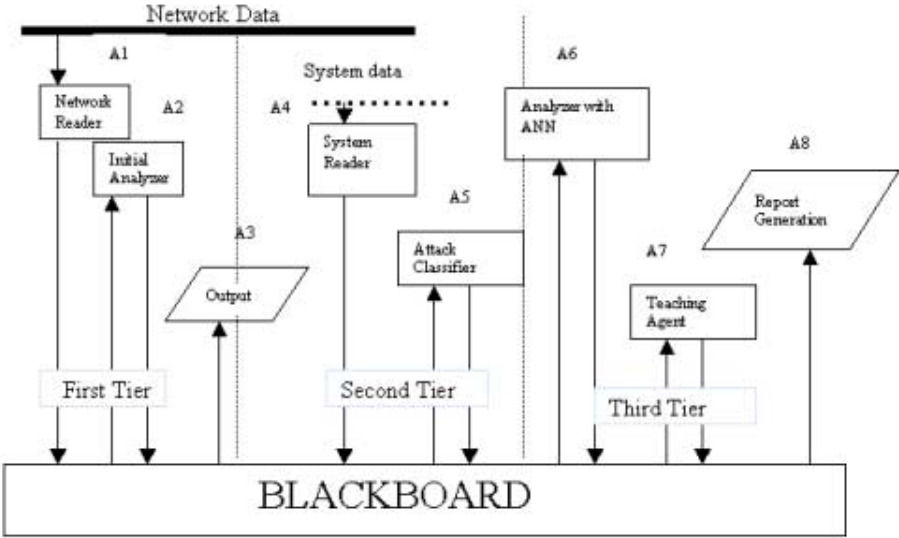 Network Data
A1
A6
System data
A2
A4
Network
Reader
Analyzer with
ANN
System
Reader
A8
Initial
Analyzer
A5
Report
Generation
A3
Attack
Classifier
A7
Output
Teaching
Agent
First Tier
Second Tier
Third Tier
BLACKBOARD